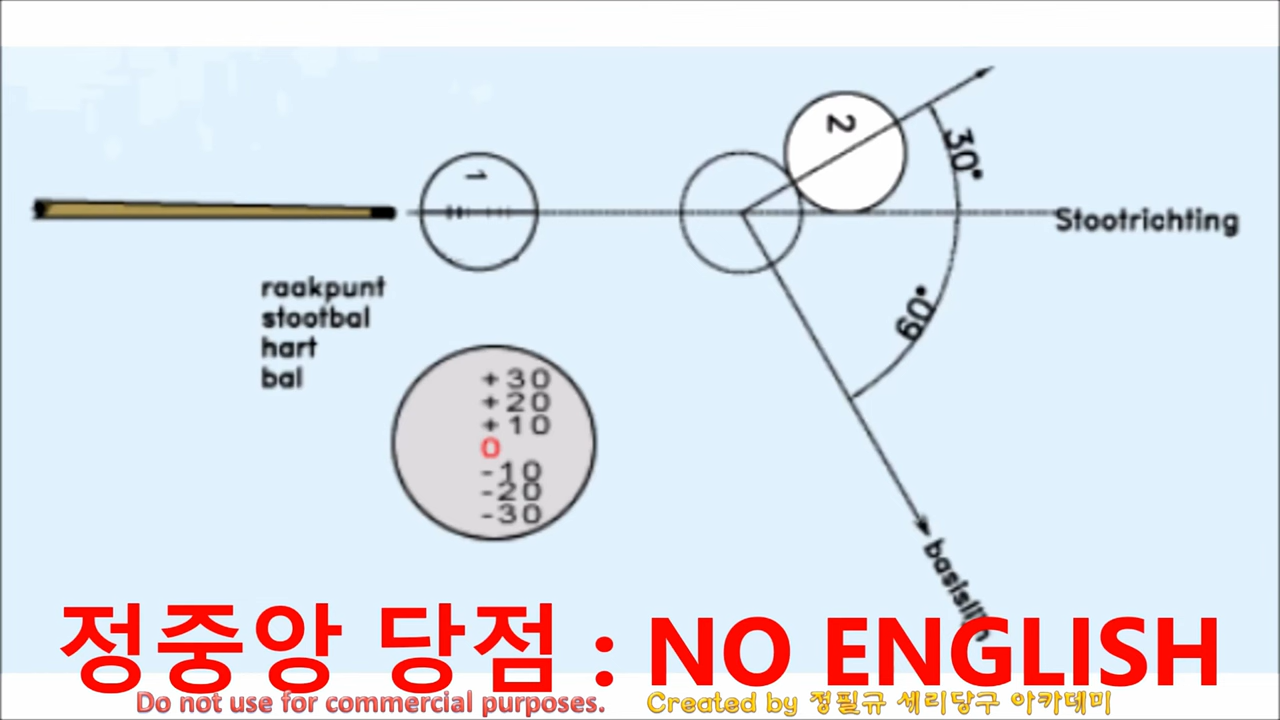 1
2
30°
Stootrichting
60°
raakpunt
stootbal
hart
bal
+30
+20
+10
0
-10
-20
-30
정중앙 당점 : NO ENGLISH
Do not use for commercial purposes. Created by 정필규 세리당구 아카데미